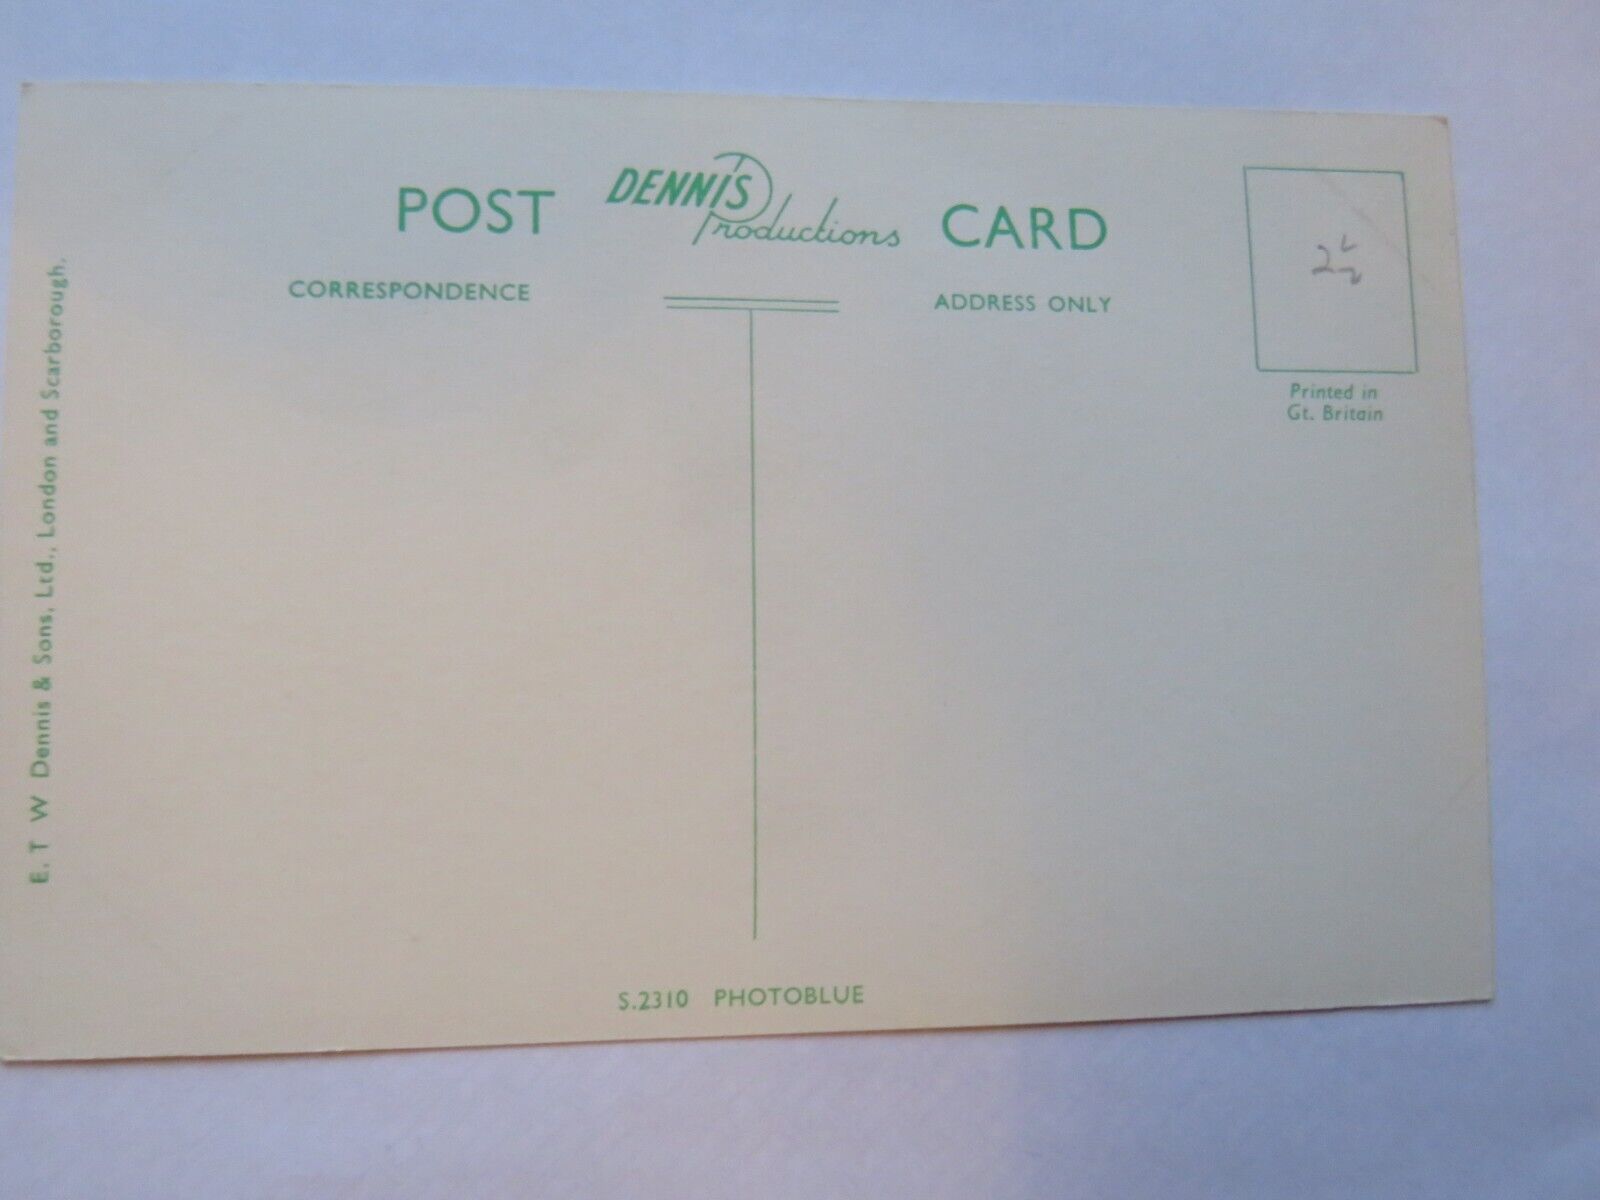 POST DENNIS Productions CARD
CORRESPONDENCE
ADDRESS ONLY
2½
Printed in
Gt. Britain
E. T W Dennis & Sons, Ltd., London and Scarborough.
S.2310 PHOTOBLUE